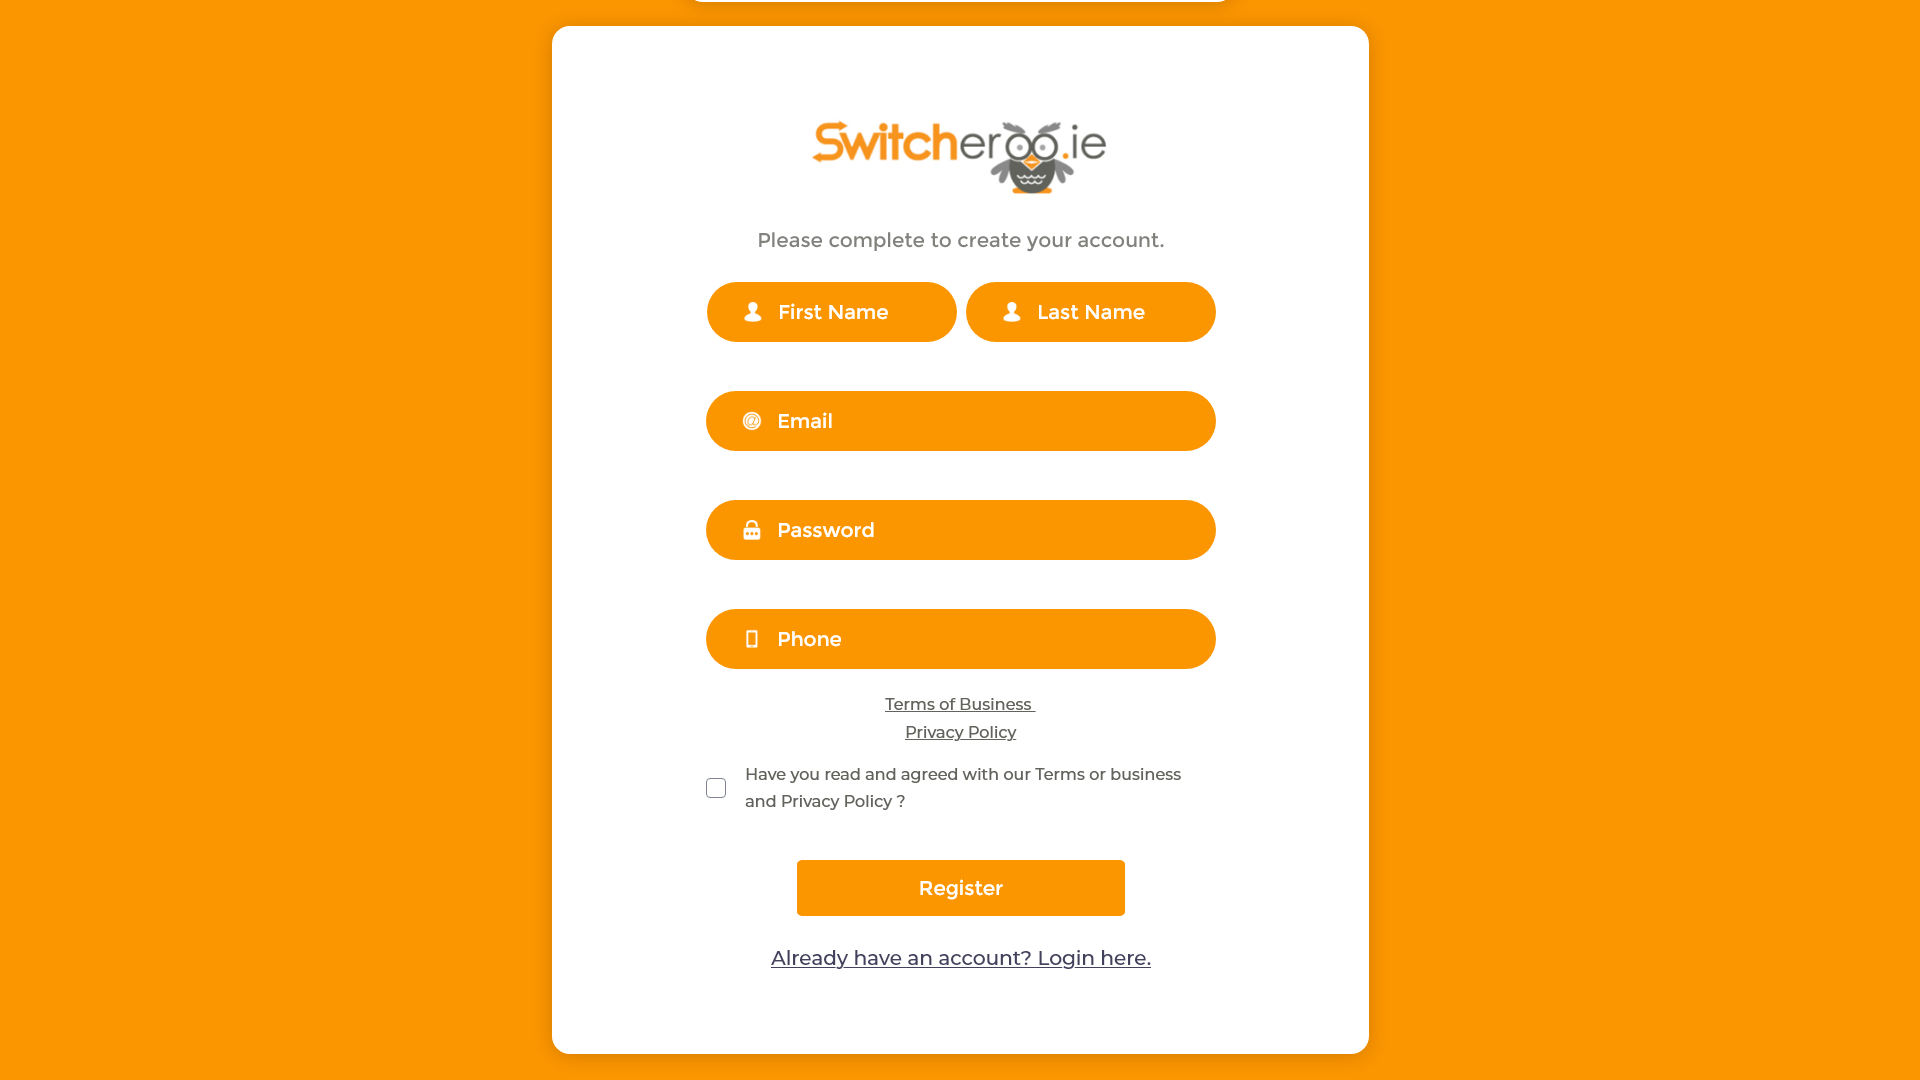 Switcheroo.ie
Please complete to create your account.
First Name
Last Name
Email
Password
Phone
Terms of Business
Privacy Policy
Have you read and agreed with our Terms or business
and Privacy Policy ?
Register
Already have an account? Login here.